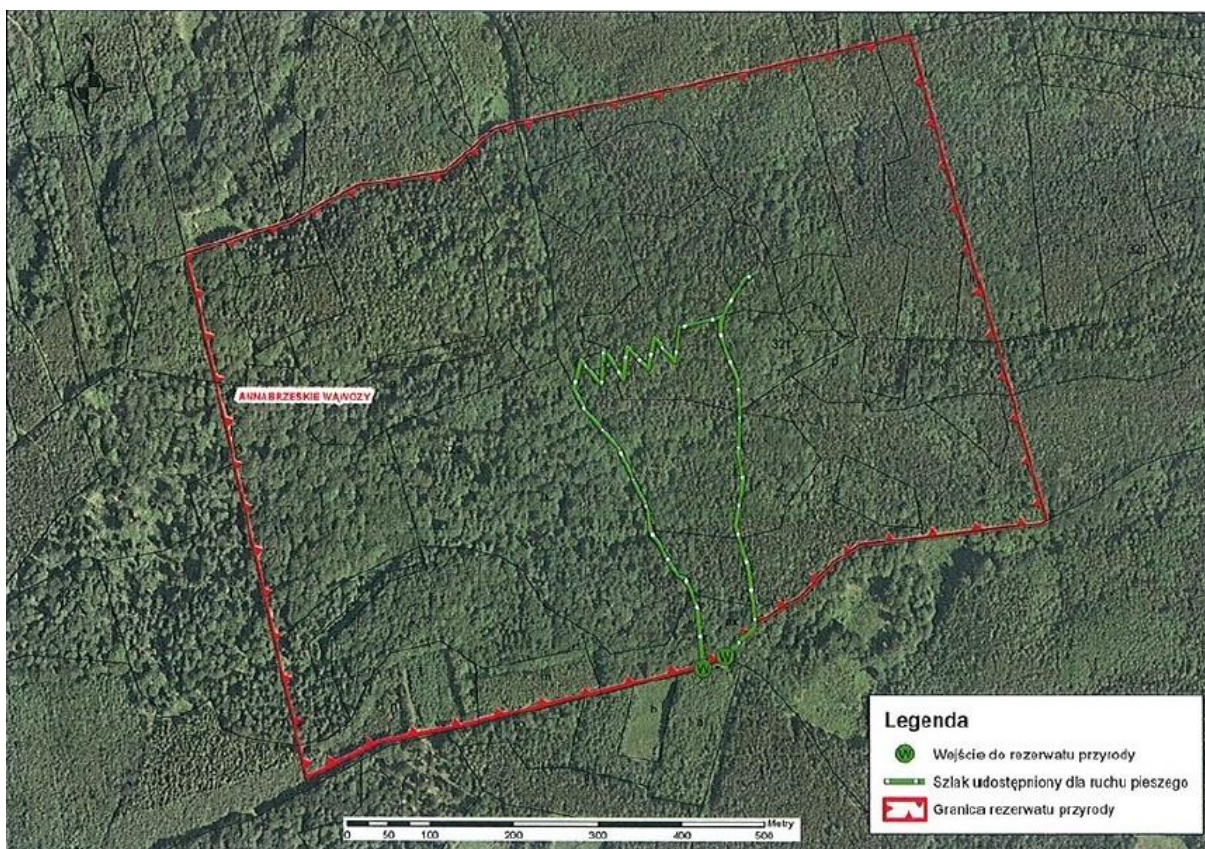 320
321
ANNABRZESKIE WĄWOZY
h
Legenda
W Wejście do rezerwatu przyrody
Szlak udostępniony dla ruchu pieszego
Granica rezerwatu przyrody
W W
0 50 100 200 300 400 500 Metry